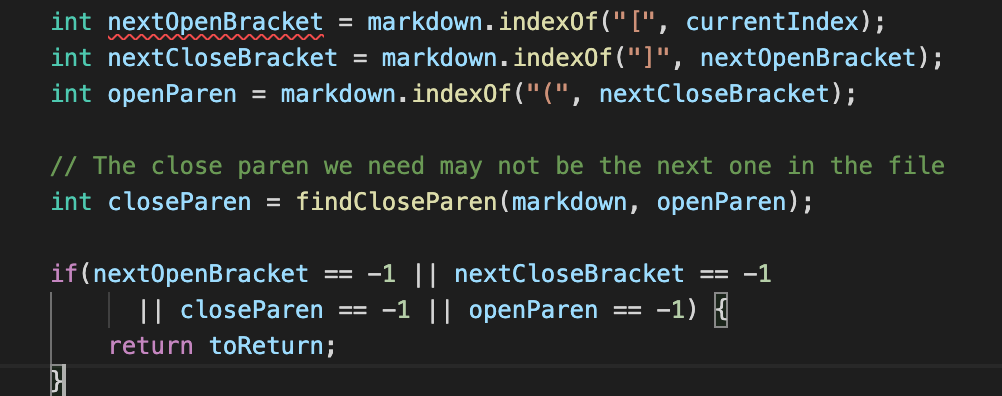 int nextOpenBracket = markdown.indexOf("[", currentIndex);
int nextCloseBracket = markdown.indexOf("]", nextOpenBracket);
int openParen = markdown.indexOf("(", nextCloseBracket);
// The close paren we need may not be the next one in the file
int closeParen = findCloseParen(markdown, openParen);
if(nextOpenBracket == -1 || nextCloseBracket == -1
|| closeParen == -1 || openParen == -1) {
return toReturn;
}